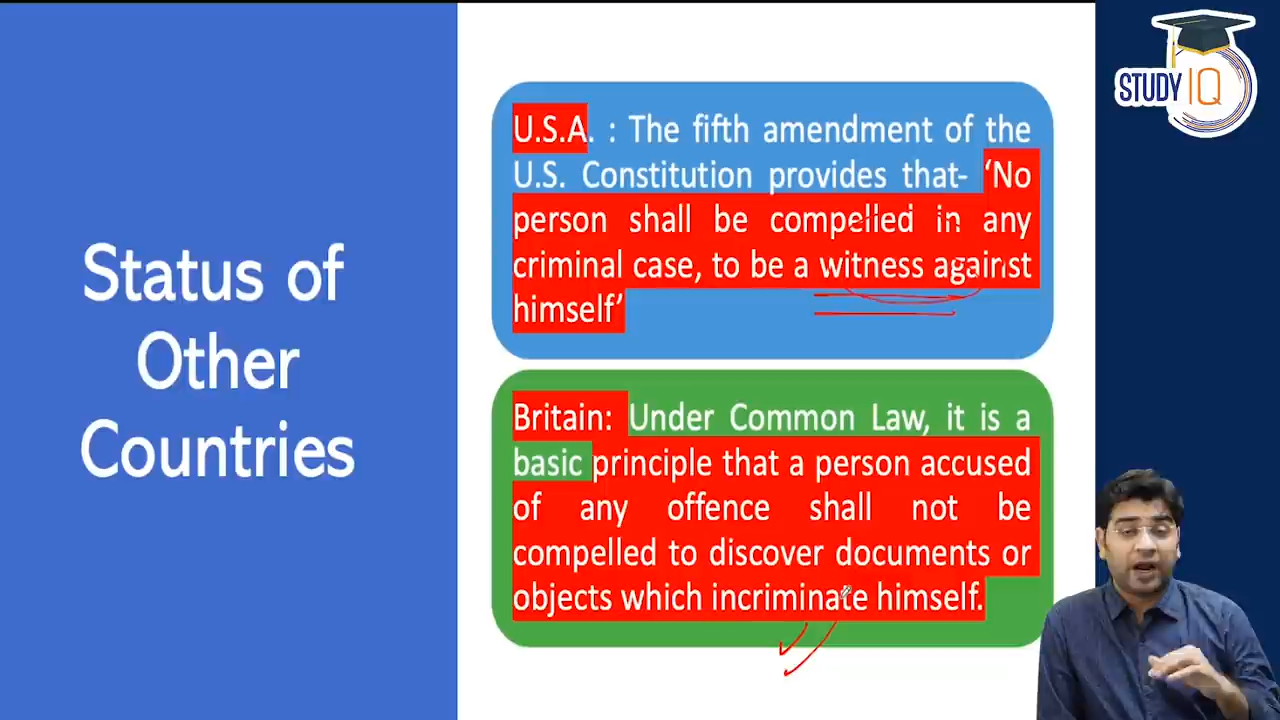 Status of
Other
Countries
U.S.A. : The fifth amendment of the
U.S. Constitution provides that- ‘No
person shall be compelled in any
criminal case, to be a witness against
himself’
Britain: Under Common Law, it is a
basic principle that a person accused
of any offence shall not be
compelled to discover documents or
objects which incriminate himself.
STUDY IQ